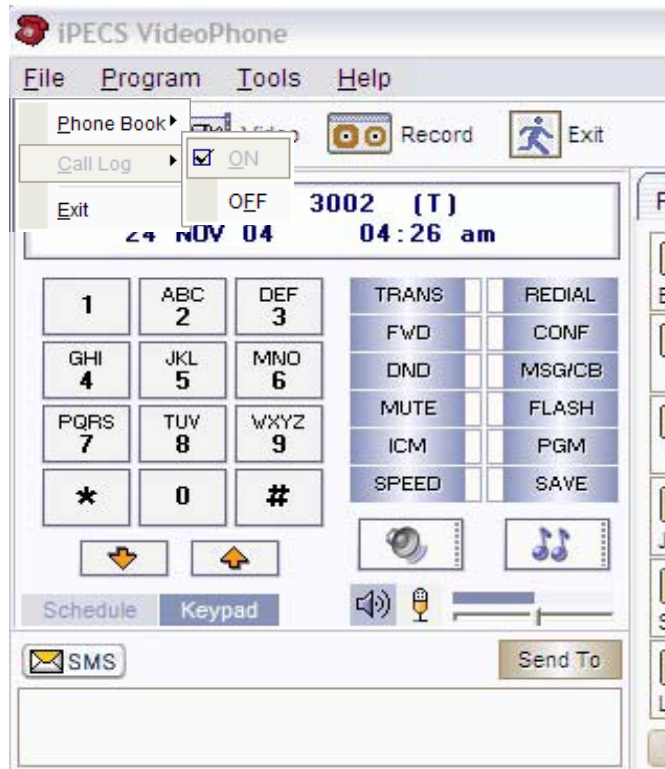 iPECS VideoPhone
File Program Tools Help
Phone Book
Record Exit
Call Log ON
Exit OFF 3002 (T)
24 NOV 04 04:26 am
1 ABC 2 DEF 3
GHI 4 JKL 5 MNO 6
PQRS 7 TUV 8 WXYZ 9
* 0 #
TRANS REDIAL
FWD CONF
DND MSG/CB
MUTE FLASH
ICM PGM
SPEED SAVE
Schedule Keypad
SMS Send To